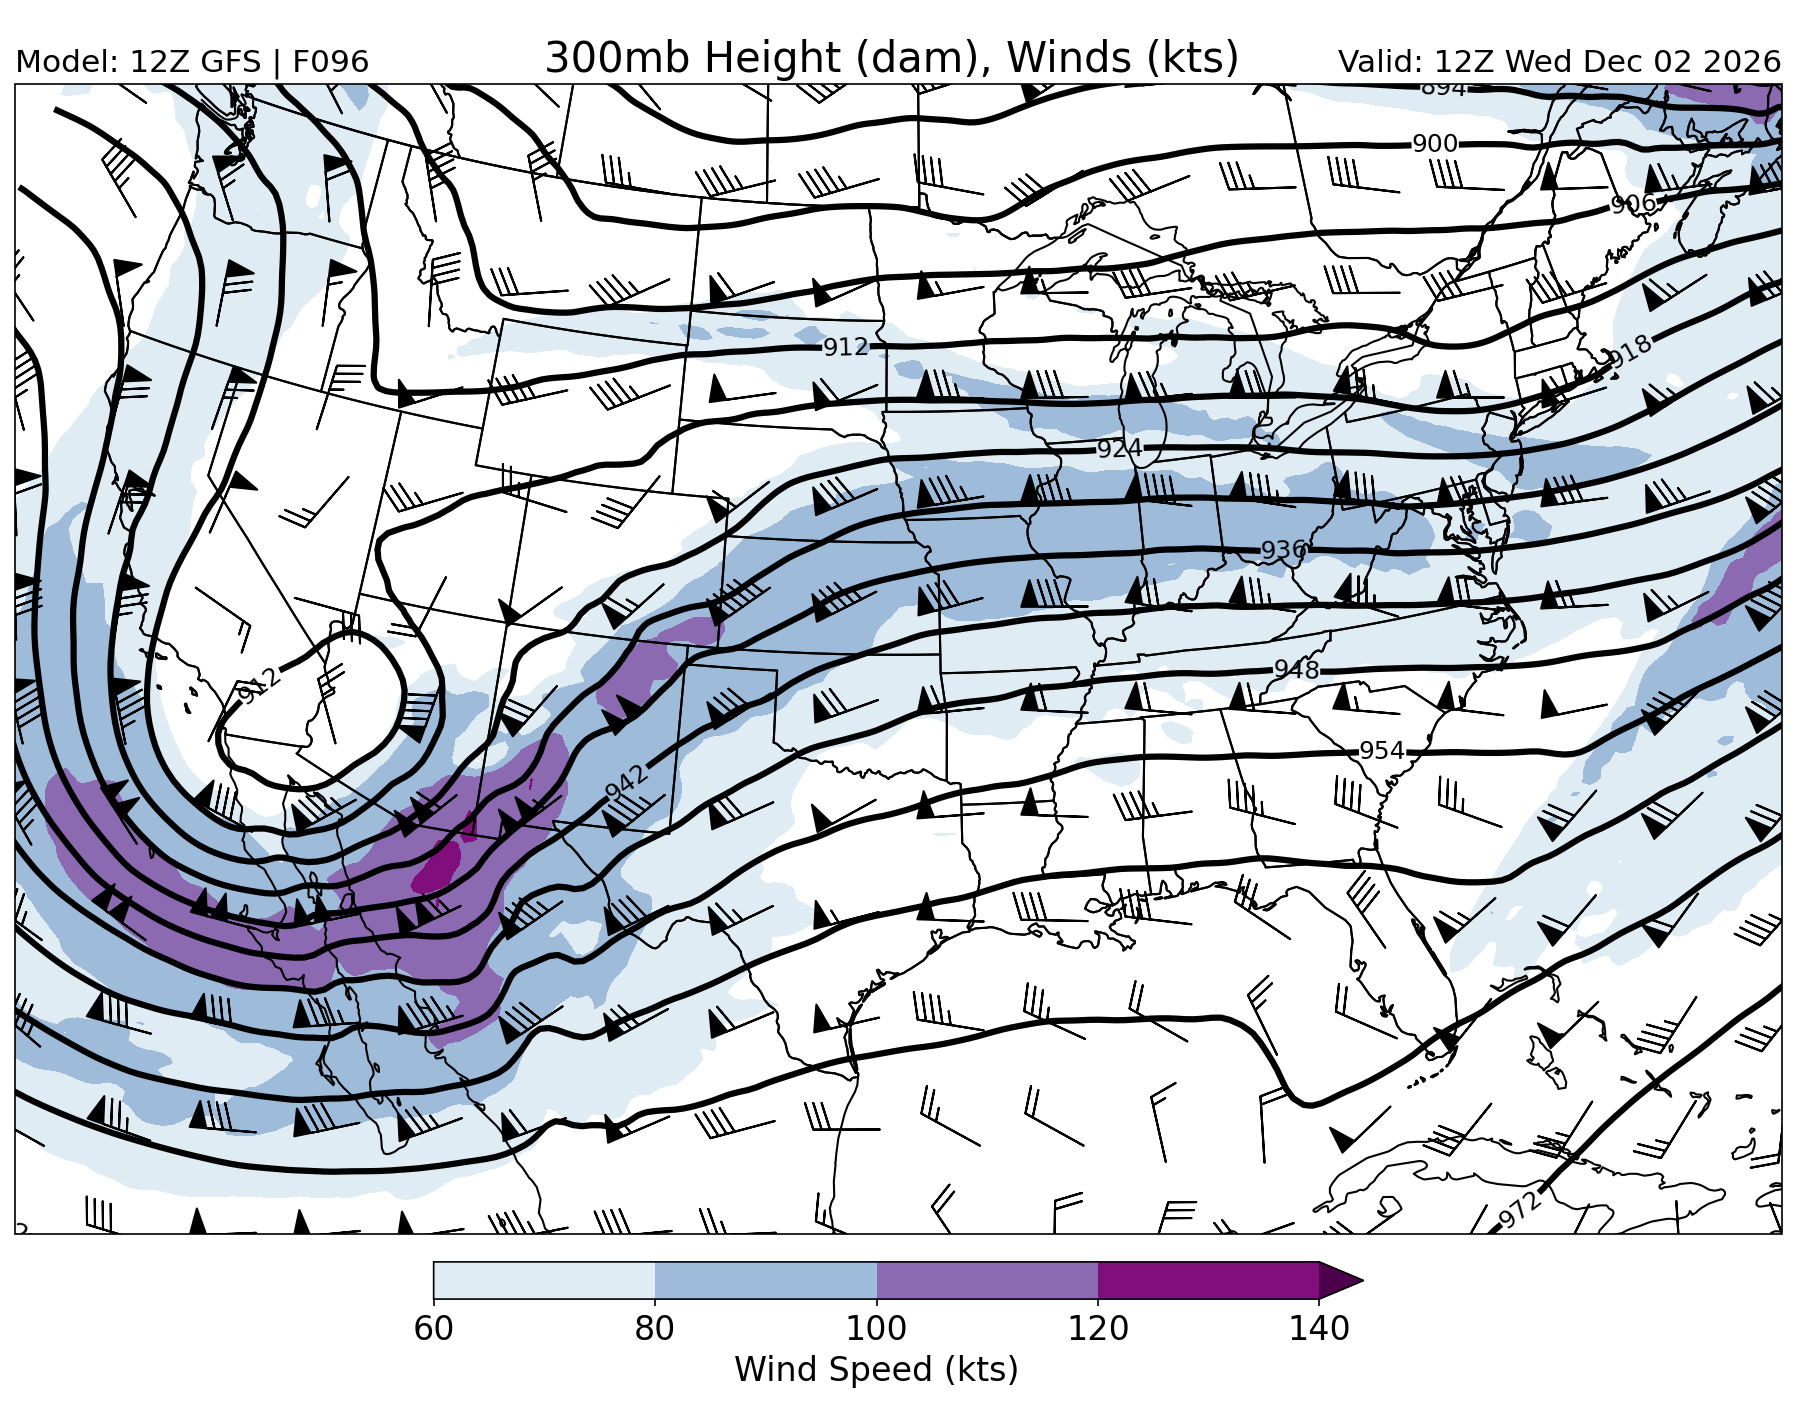 Model: 12Z GFS | F096
300mb Height (dam), Winds (kts)
Valid: 12Z Wed Dec 02 2026
894
900
906
912
918
924
936
912
948
954
942
972
60 80 100 120 140
Wind Speed (kts)